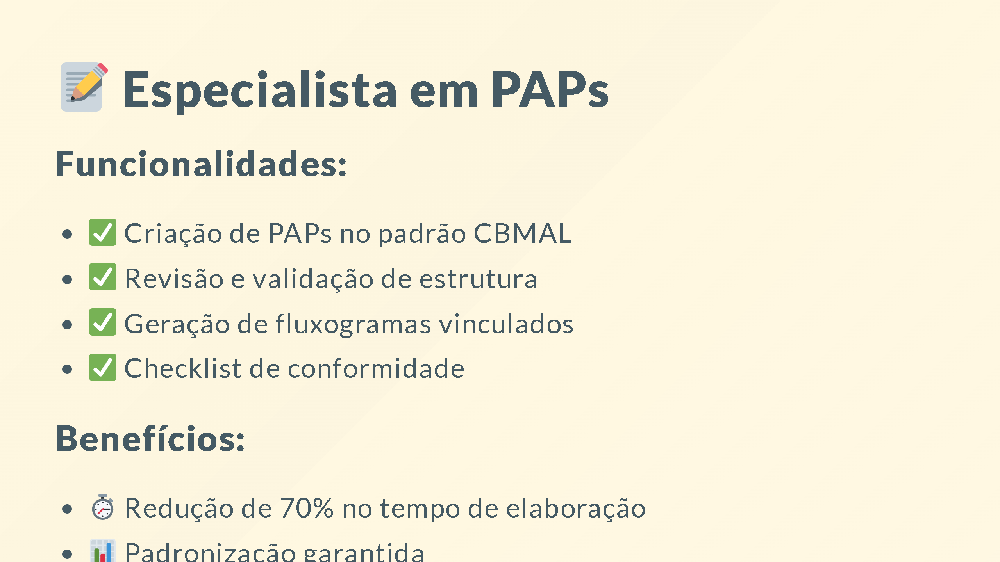 📝 Especialista em PAPs
Funcionalidades:
• ✅ Criação de PAPs no padrão CBMAL
• ✅ Revisão e validação de estrutura
• ✅ Geração de fluxogramas vinculados
• ✅ Checklist de conformidade
Benefícios:
• ⏱️ Redução de 70% no tempo de elaboração
• 📊 Padronização garantida